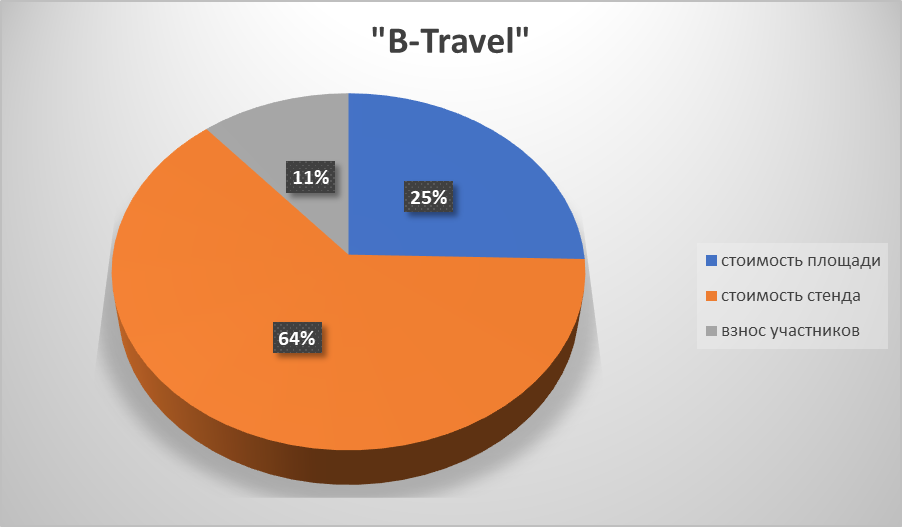 "B-Travel"
11%
25%
64%
стоимость площади
стоимость стенда
взнос участников